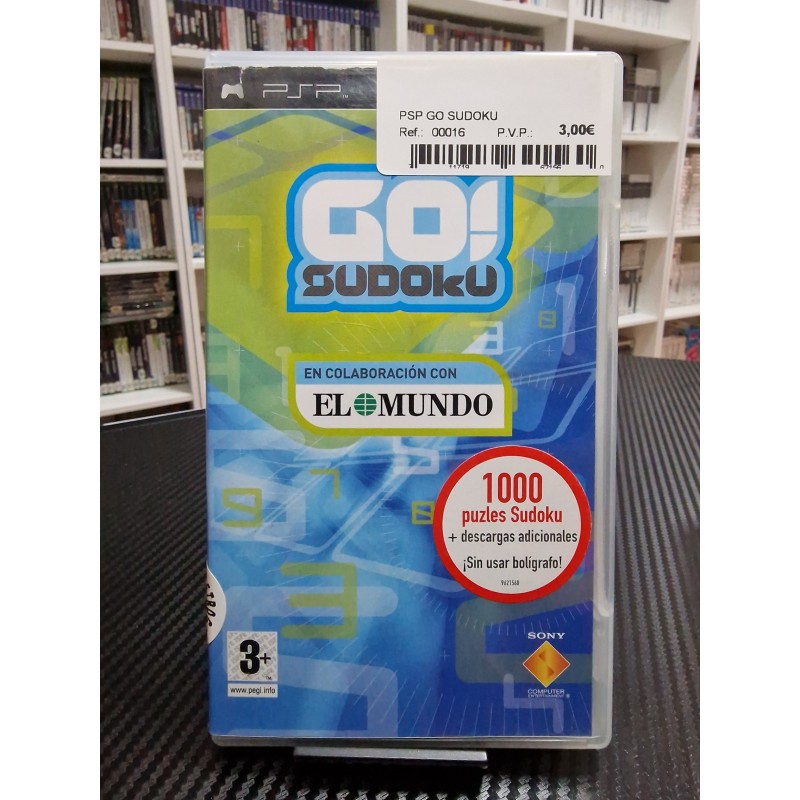 PSP
PSP GO SUDOKU
Ref.: 00016 P.V.P.: 3,00€
GO!
SUDOKU
EN COLABORACIÓN CON
EL MUNDO
1000
puzles Sudoku
+ descargas adicionales
¡Sin usar bolígrafo!
9621568
3+
www.pegi.info
SONY
COMPUTER
ENTERTAINMENT